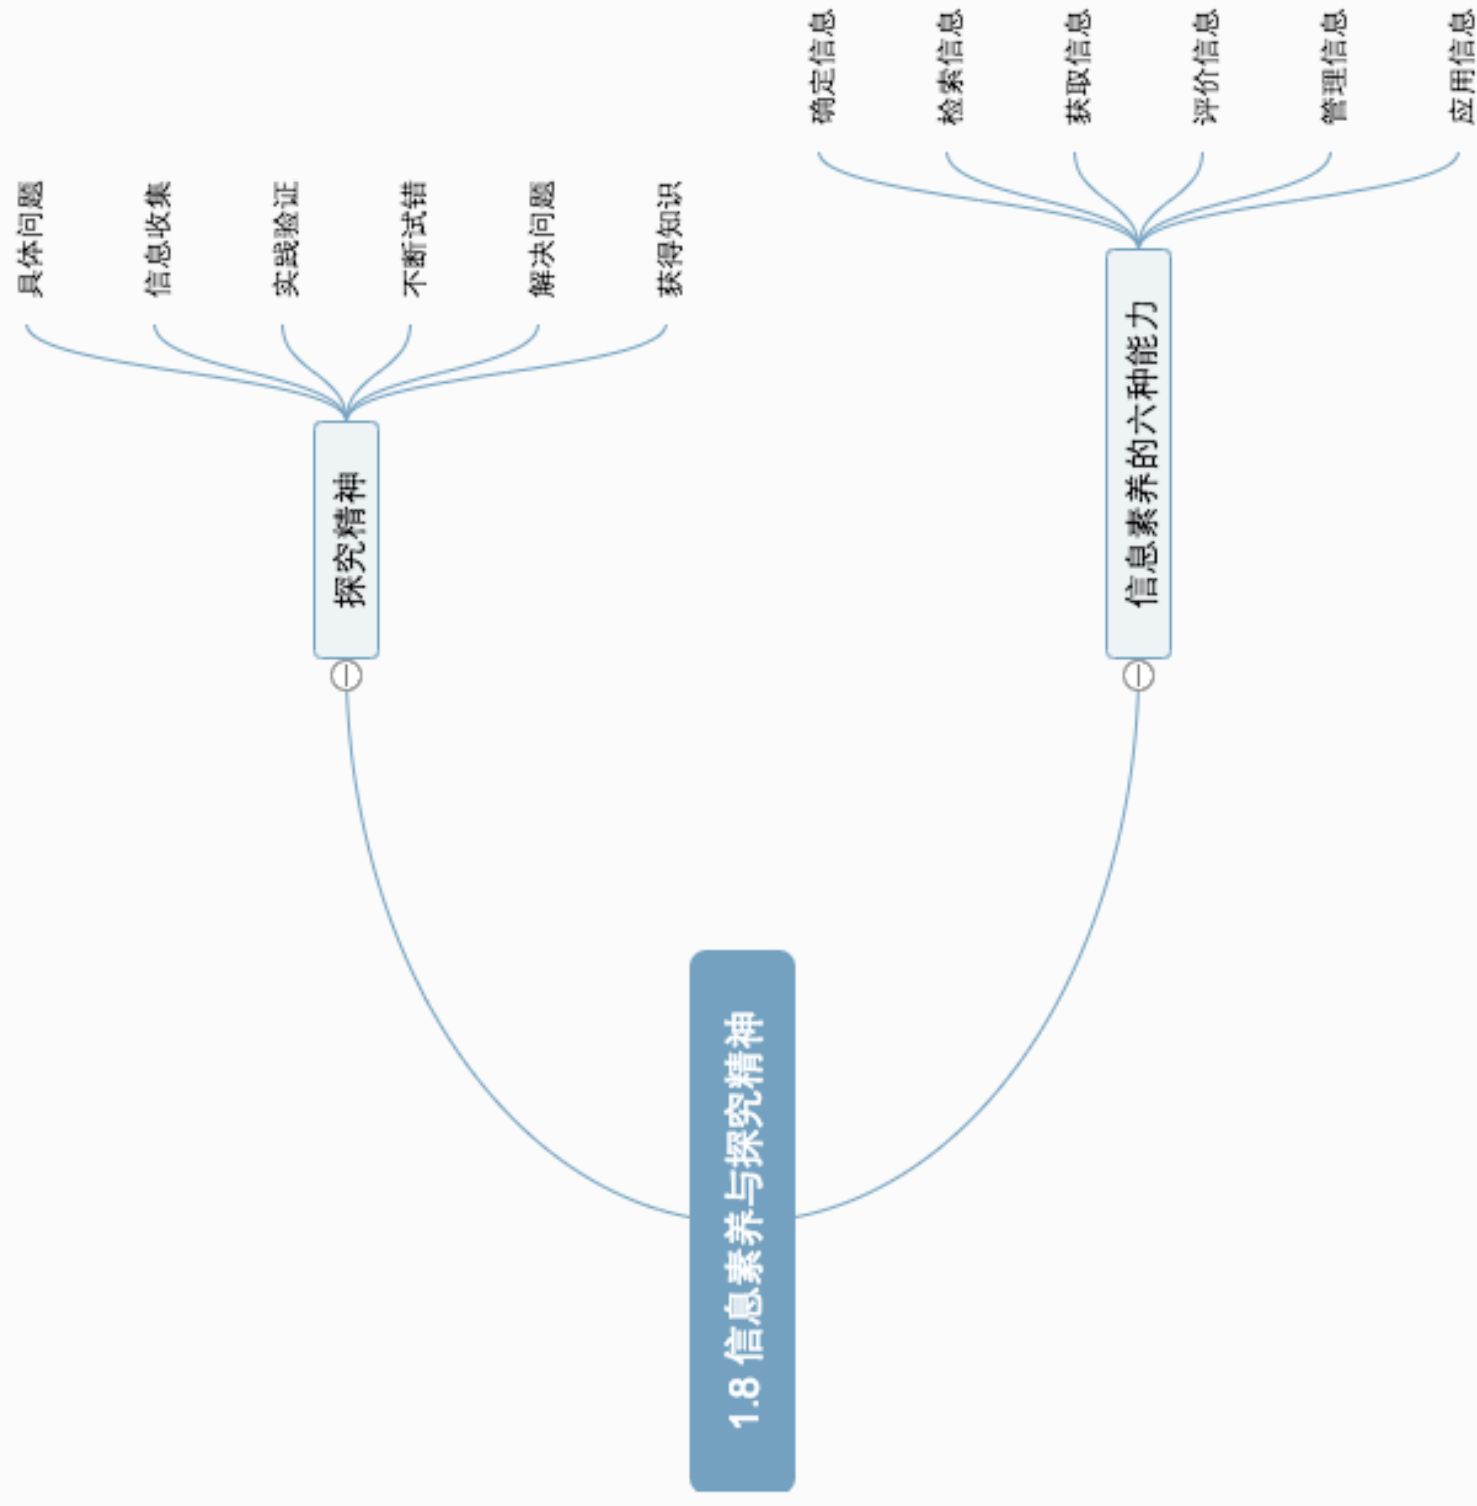 1.8 信息素养与探究精神
探究精神
具体问题
信息收集
实践验证
不断试错
解决问题
获得知识
信息素养的六种能力
确定信息
检索信息
获取信息
评价信息
管理信息
应用信息